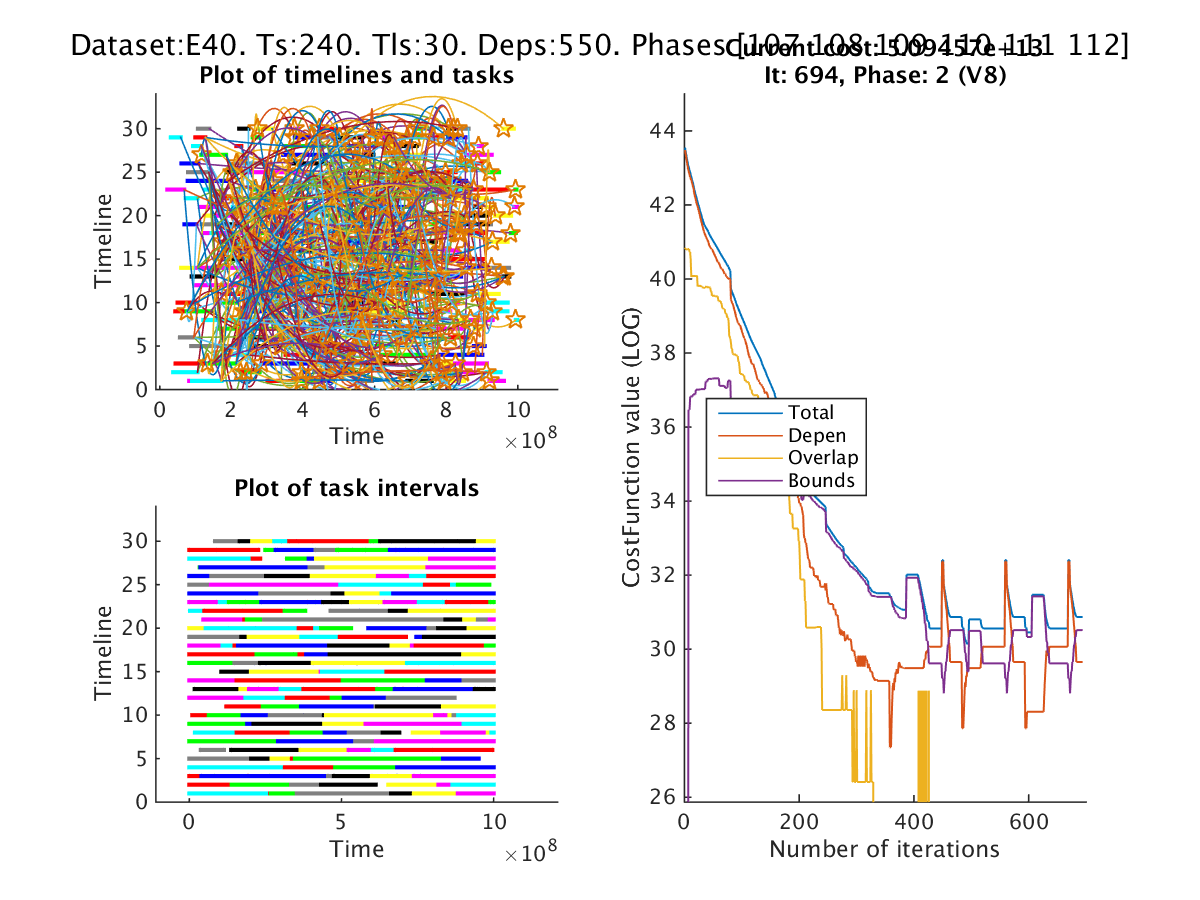 Dataset:E40. Ts:240. Tls:30. Deps:550. Phases [107 108 109 110 111 112]
Current cost: 5.09457e+13
It: 694, Phase: 2 (V8)
Plot of timelines and tasks
Timeline
30
25
20
15
10
5
0
0 2 4 6 8 10
Time
×10^8
Plot of task intervals
Timeline
30
25
20
15
10
5
0
0 5 10
Time
×10^8
CostFunction value (LOG)
44
42
40
38
36
34
32
30
28
26
Total
Depen
Overlap
Bounds
0 200 400 600
Number of iterations